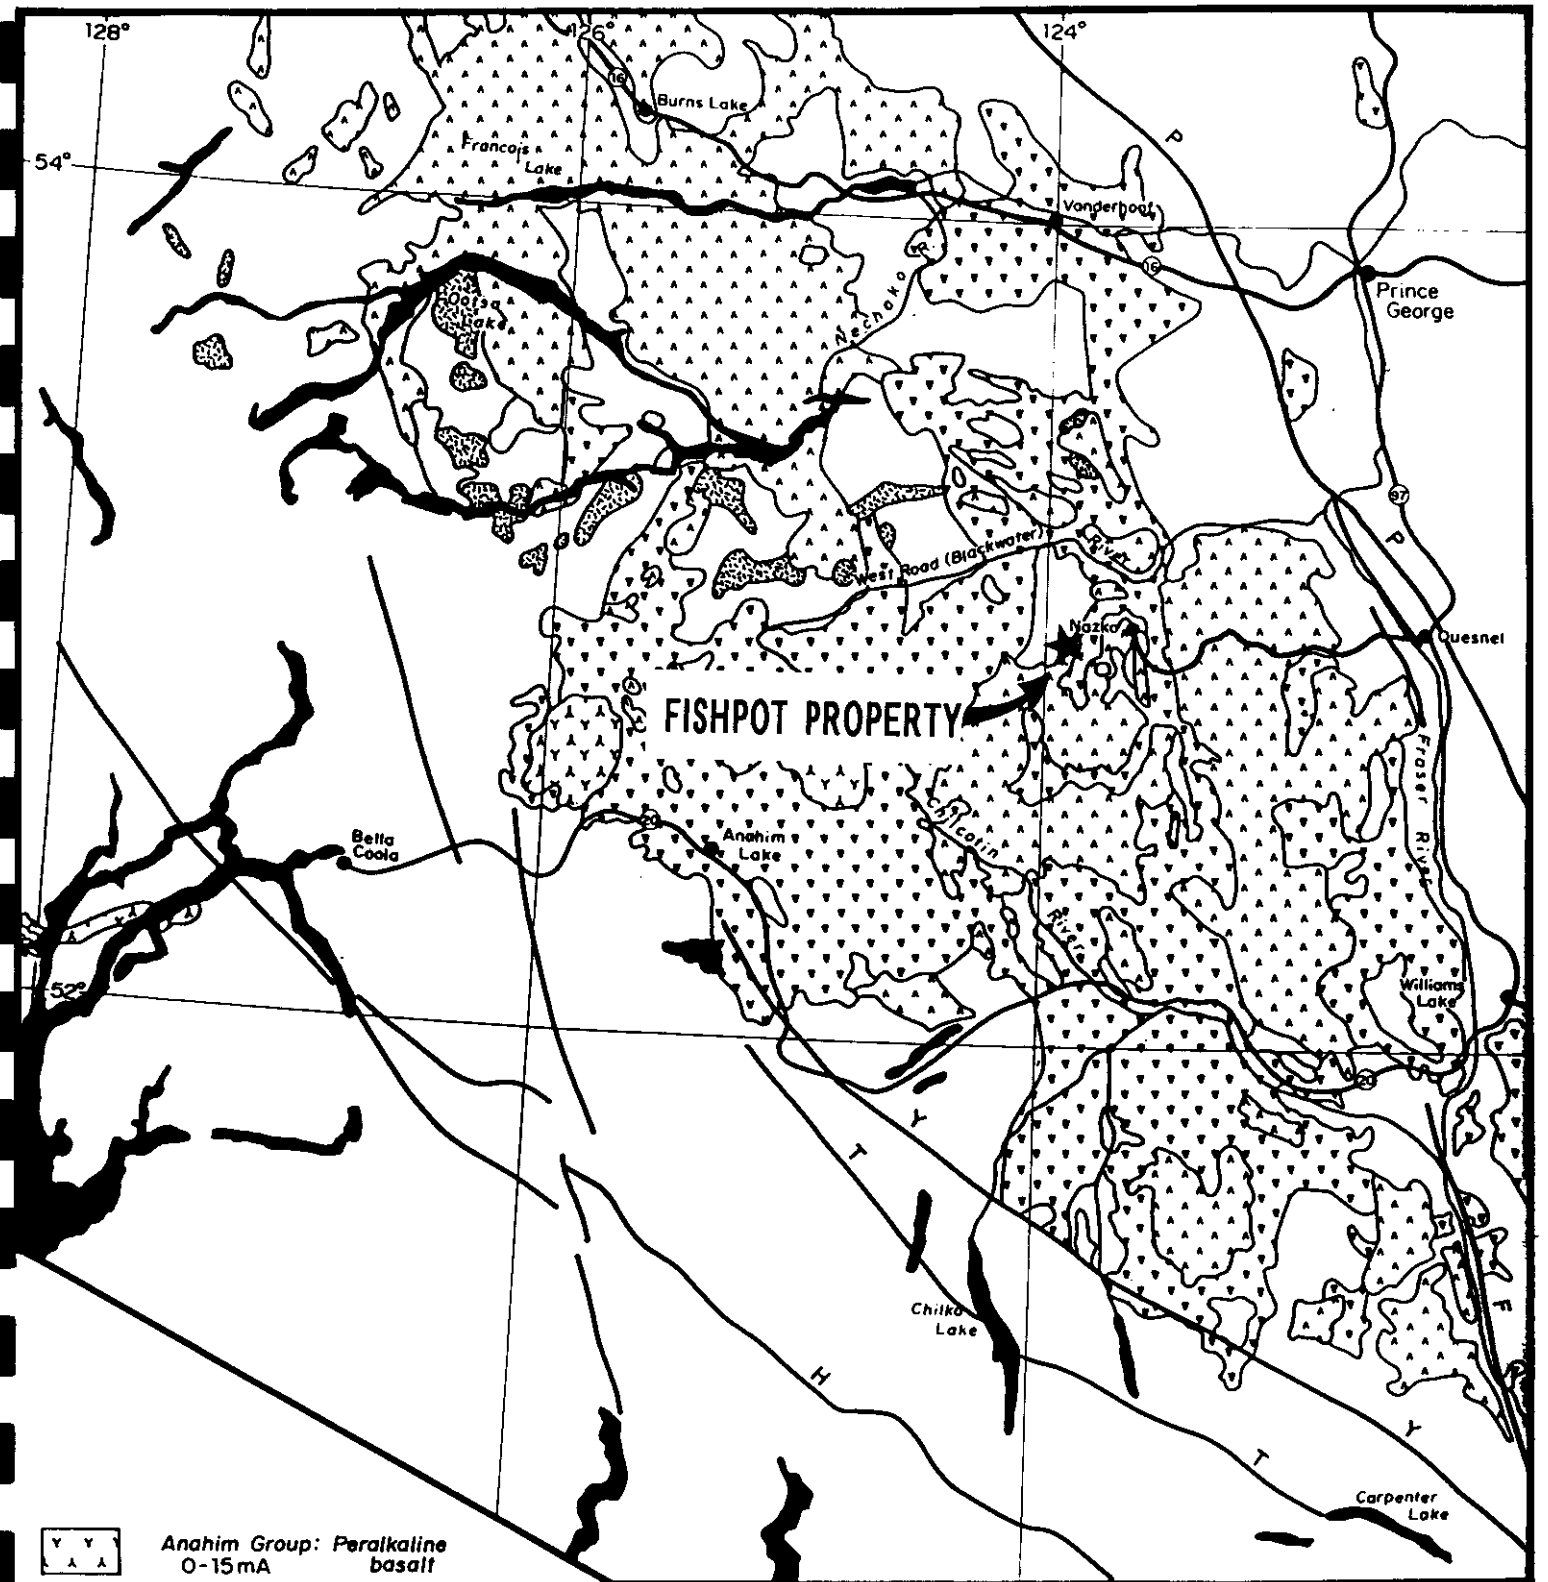 128°
126°
124°
16
Burns Lake
P
Francois
Lake
54°
Vanderhoof
R.
16
Nechako
Prince
George
Ootsa
Lake
97
P
West Road (Blackwater)
River
Nazko
Quesnel
FISHPOT PROPERTY
Fraser River
Chilcotin
20
Bella
Coola
Anahim
Lake
River
52°
Williams
Lake
20
Y
T
F
Chilko
Lake
H
Y
T
Carpenter
Lake
Anahim Group: Peralkaline
0-15mA basalt